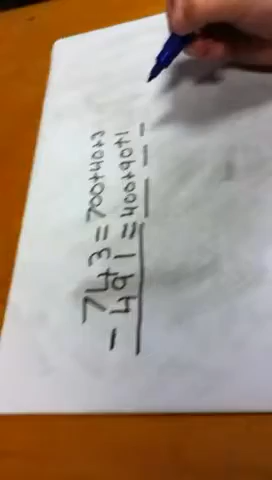 743 = 700+40+3
- 491 = 400+90+1